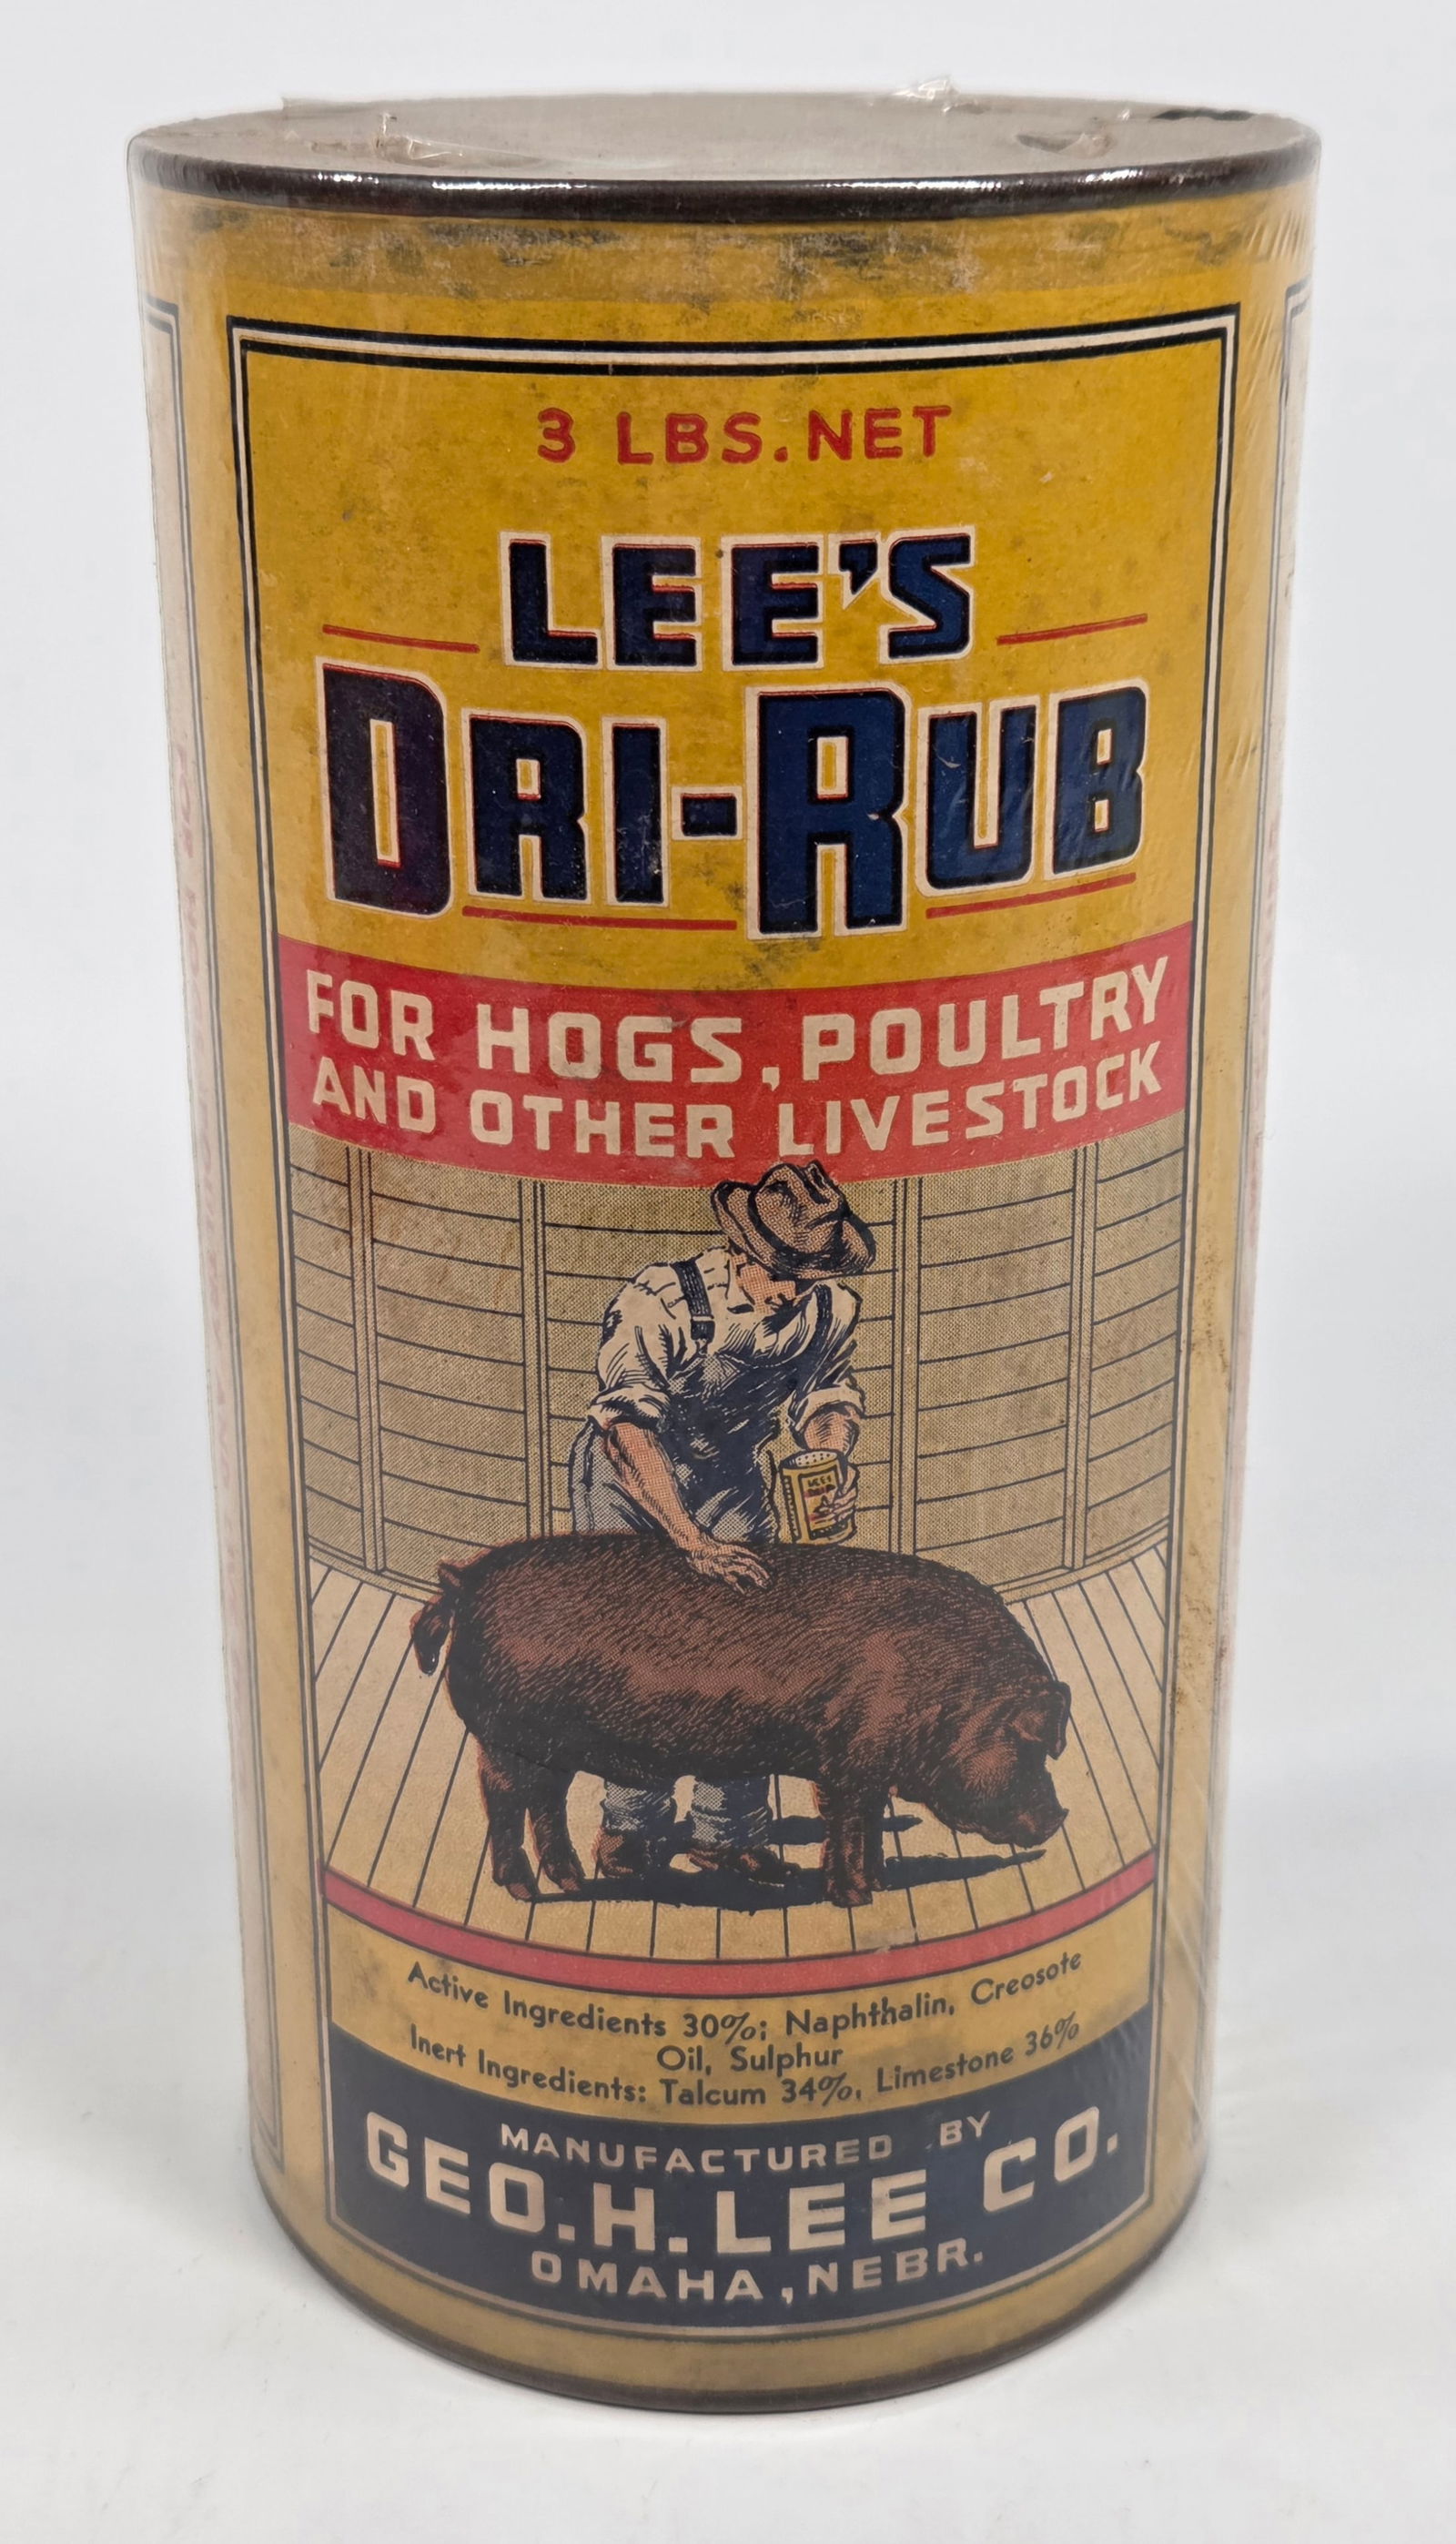 3 LBS. NET
LEE'S
DRI-RUB
FOR HOGS, POULTRY
AND OTHER LIVESTOCK
Active Ingredients 30%; Naphthalin, Creosote
Oil, Sulphur
Inert Ingredients: Talcum 34%, Limestone 36%
MANUFACTURED BY
GEO. H. LEE CO.
OMAHA, NEBR.